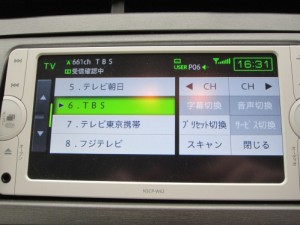 TV 661ch TBS USER P06 16:31
受信確認中
5.テレビ朝日 CH CH
6.TBS 字幕切換 音声切換
7.テレビ東京携帯 プリセット切換 サービス切換
8.フジテレビ スキャン 閉じる